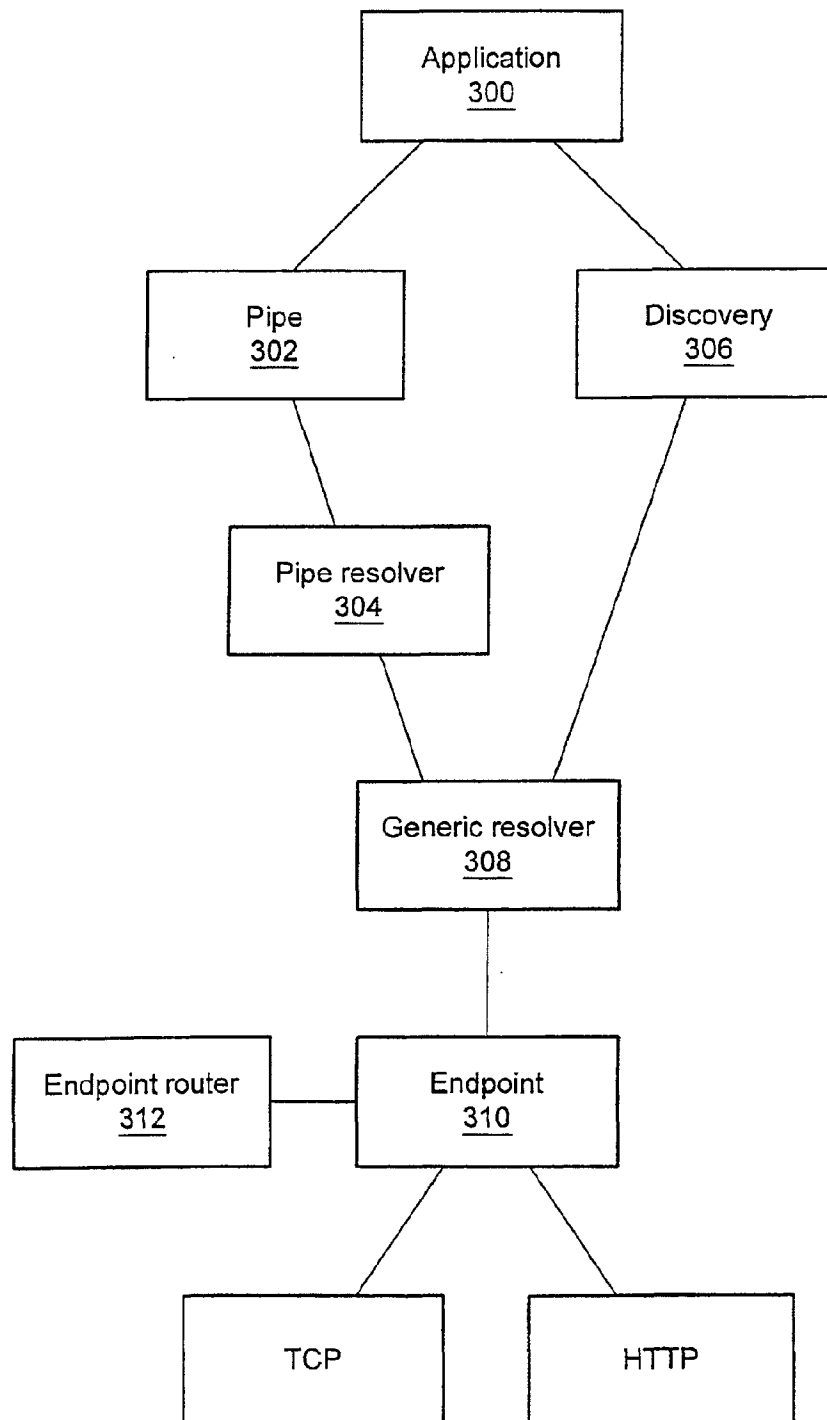 Application
300
Pipe
302
Discovery
306
Pipe resolver
304
Generic resolver
308
Endpoint router
312
Endpoint
310
TCP
HTTP